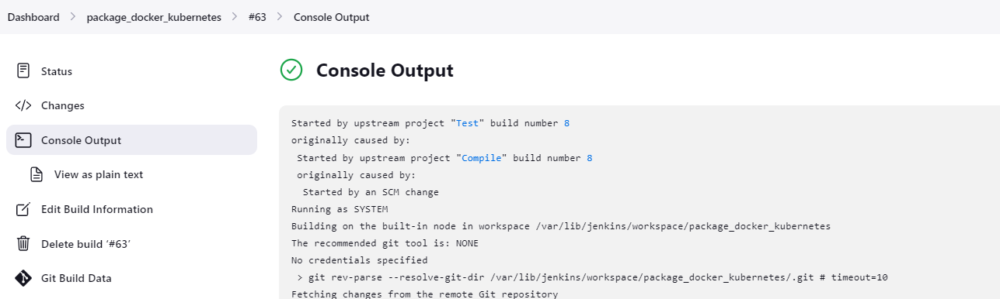 Dashboard > package_docker_kubernetes > #63 > Console Output
Status
Changes
Console Output
View as plain text
Edit Build Information
Delete build ‘#63’
Git Build Data
Console Output
Started by upstream project "Test" build number 8
originally caused by:
 Started by upstream project "Compile" build number 8
 originally caused by:
  Started by an SCM change
Running as SYSTEM
Building on the built-in node in workspace /var/lib/jenkins/workspace/package_docker_kubernetes
The recommended git tool is: NONE
No credentials specified
 > git rev-parse --resolve-git-dir /var/lib/jenkins/workspace/package_docker_kubernetes/.git # timeout=10
Fetching changes from the remote Git repository